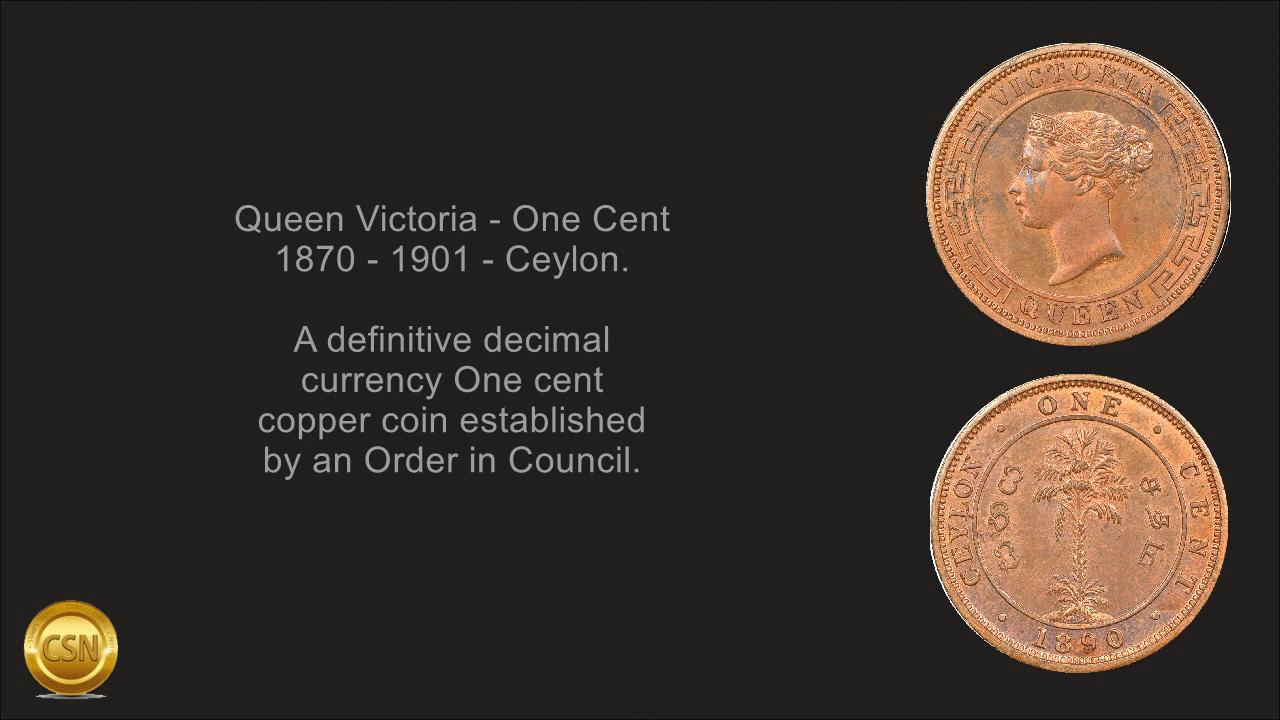 Queen Victoria - One Cent
1870 - 1901 - Ceylon.
A definitive decimal
currency One cent
copper coin established
by an Order in Council.
VICTORIA
QUEEN
· ONE · CENT ·
CEYLON
1890
CSN